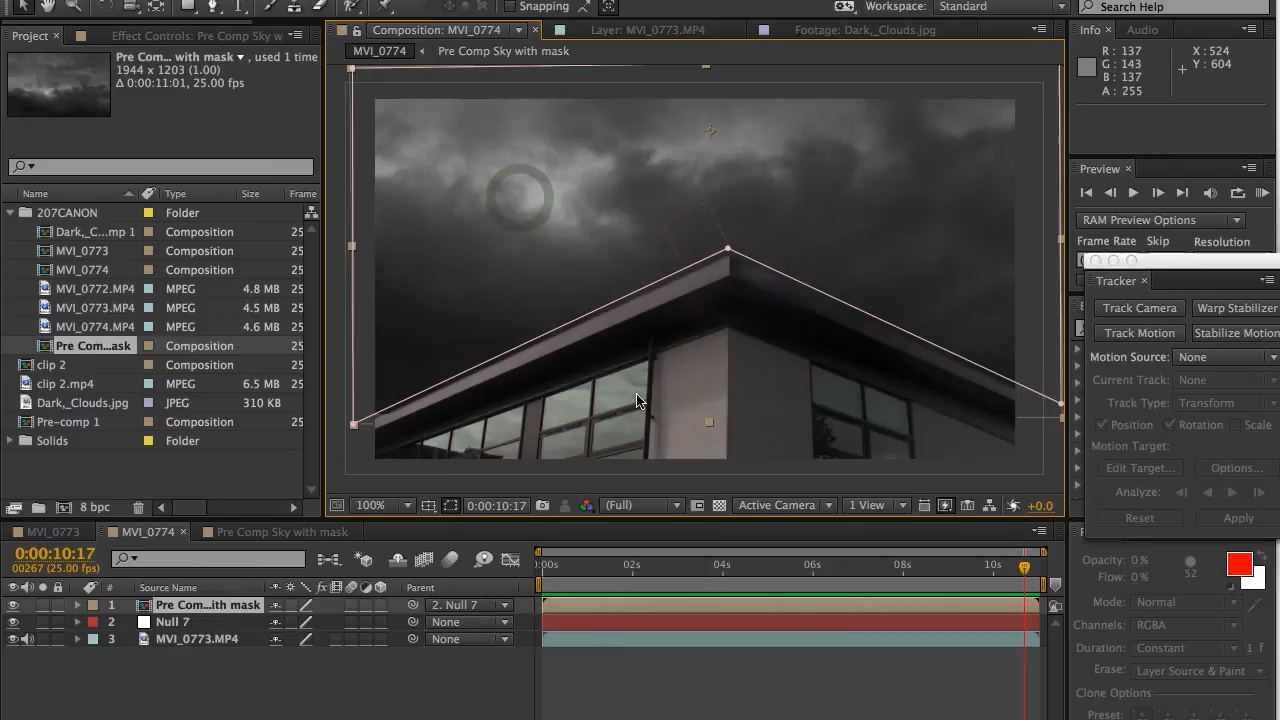 Snapping
Workspace: Standard
Search Help
Project × Effect Controls: Pre Comp Sky w
Composition: MVI_0774 ×
Layer: MVI_0773.MP4
Footage: Dark,_Clouds.jpg
Info × Audio
MVI_0774 Pre Comp Sky with mask
Pre Com... with mask, used 1 time
1944 x 1203 (1.00)
Δ 0:00:11:01, 25.00 fps
R: 137
G: 143
B: 137
A: 255
X: 524
Y: 604
Preview ×
RAM Preview Options
Frame Rate Skip Resolution
Name Type Size Frame
207CANON Folder
Dark,_C...mp 1 Composition 25
MVI_0773 Composition 25
MVI_0774 Composition 25
MVI_0772.MP4 MPEG 4.8 MB 25
MVI_0773.MP4 MPEG 4.5 MB 25
MVI_0774.MP4 MPEG 4.6 MB 25
Pre Com...ask Composition 25
clip 2 Composition 25
clip 2.mp4 MPEG 6.5 MB 25
Dark,_Clouds.jpg JPEG 310 KB
Pre-comp 1 Composition 25
Solids Folder
8 bpc
Tracker ×
Track Camera Warp Stabilizer
Track Motion Stabilize Motion
Motion Source: None
Current Track: None
Track Type: Transform
Position Rotation Scale
Motion Target:
Edit Target... Options...
Analyze:
Reset Apply
100% 0:00:10:17 (Full) Active Camera 1 View +0.0
MVI_0773 MVI_0774 × Pre Comp Sky with mask
0:00:10:17
00267 (25.00 fps)
:00s 02s 04s 06s 08s 10s
# Source Name fx Parent
1 Pre Com...ith mask 2. Null 7
2 Null 7 None
3 MVI_0773.MP4 None
Opacity: 0 %
Flow: 0 % 52
Mode: Normal
Channels: RGBA
Duration: Constant 1 f
Erase: Layer Source & Paint
Clone Options
Preset: